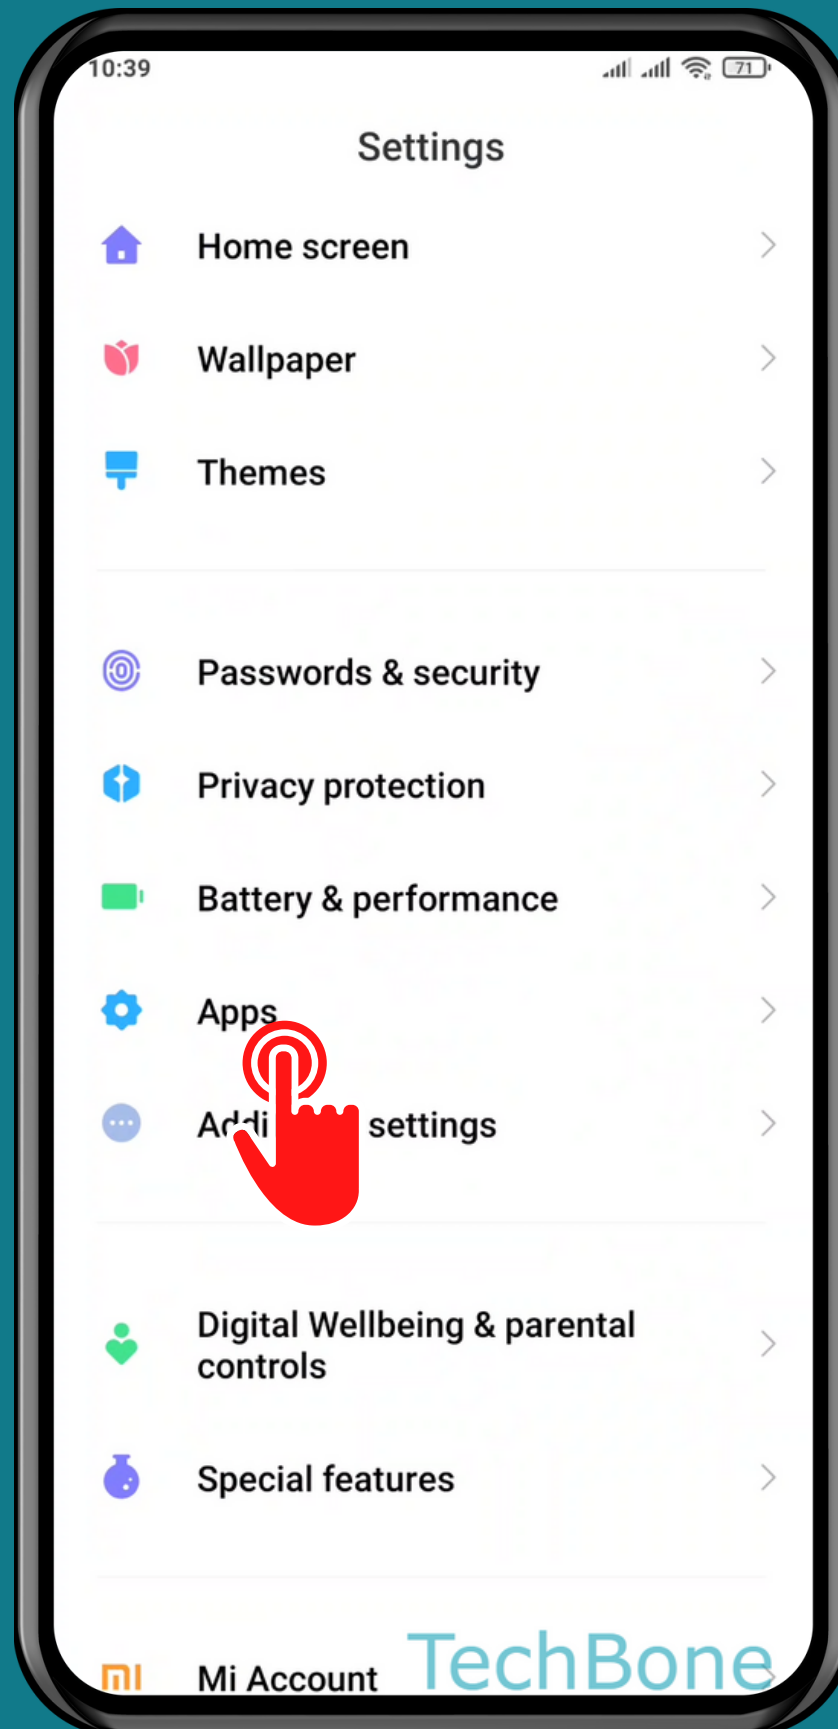 10:39
71
Settings
Home screen
Wallpaper
Themes
Passwords & security
Privacy protection
Battery & performance
Apps
settings
Digital Wellbeing & parental
controls
Special features
Mi Account
TechBone